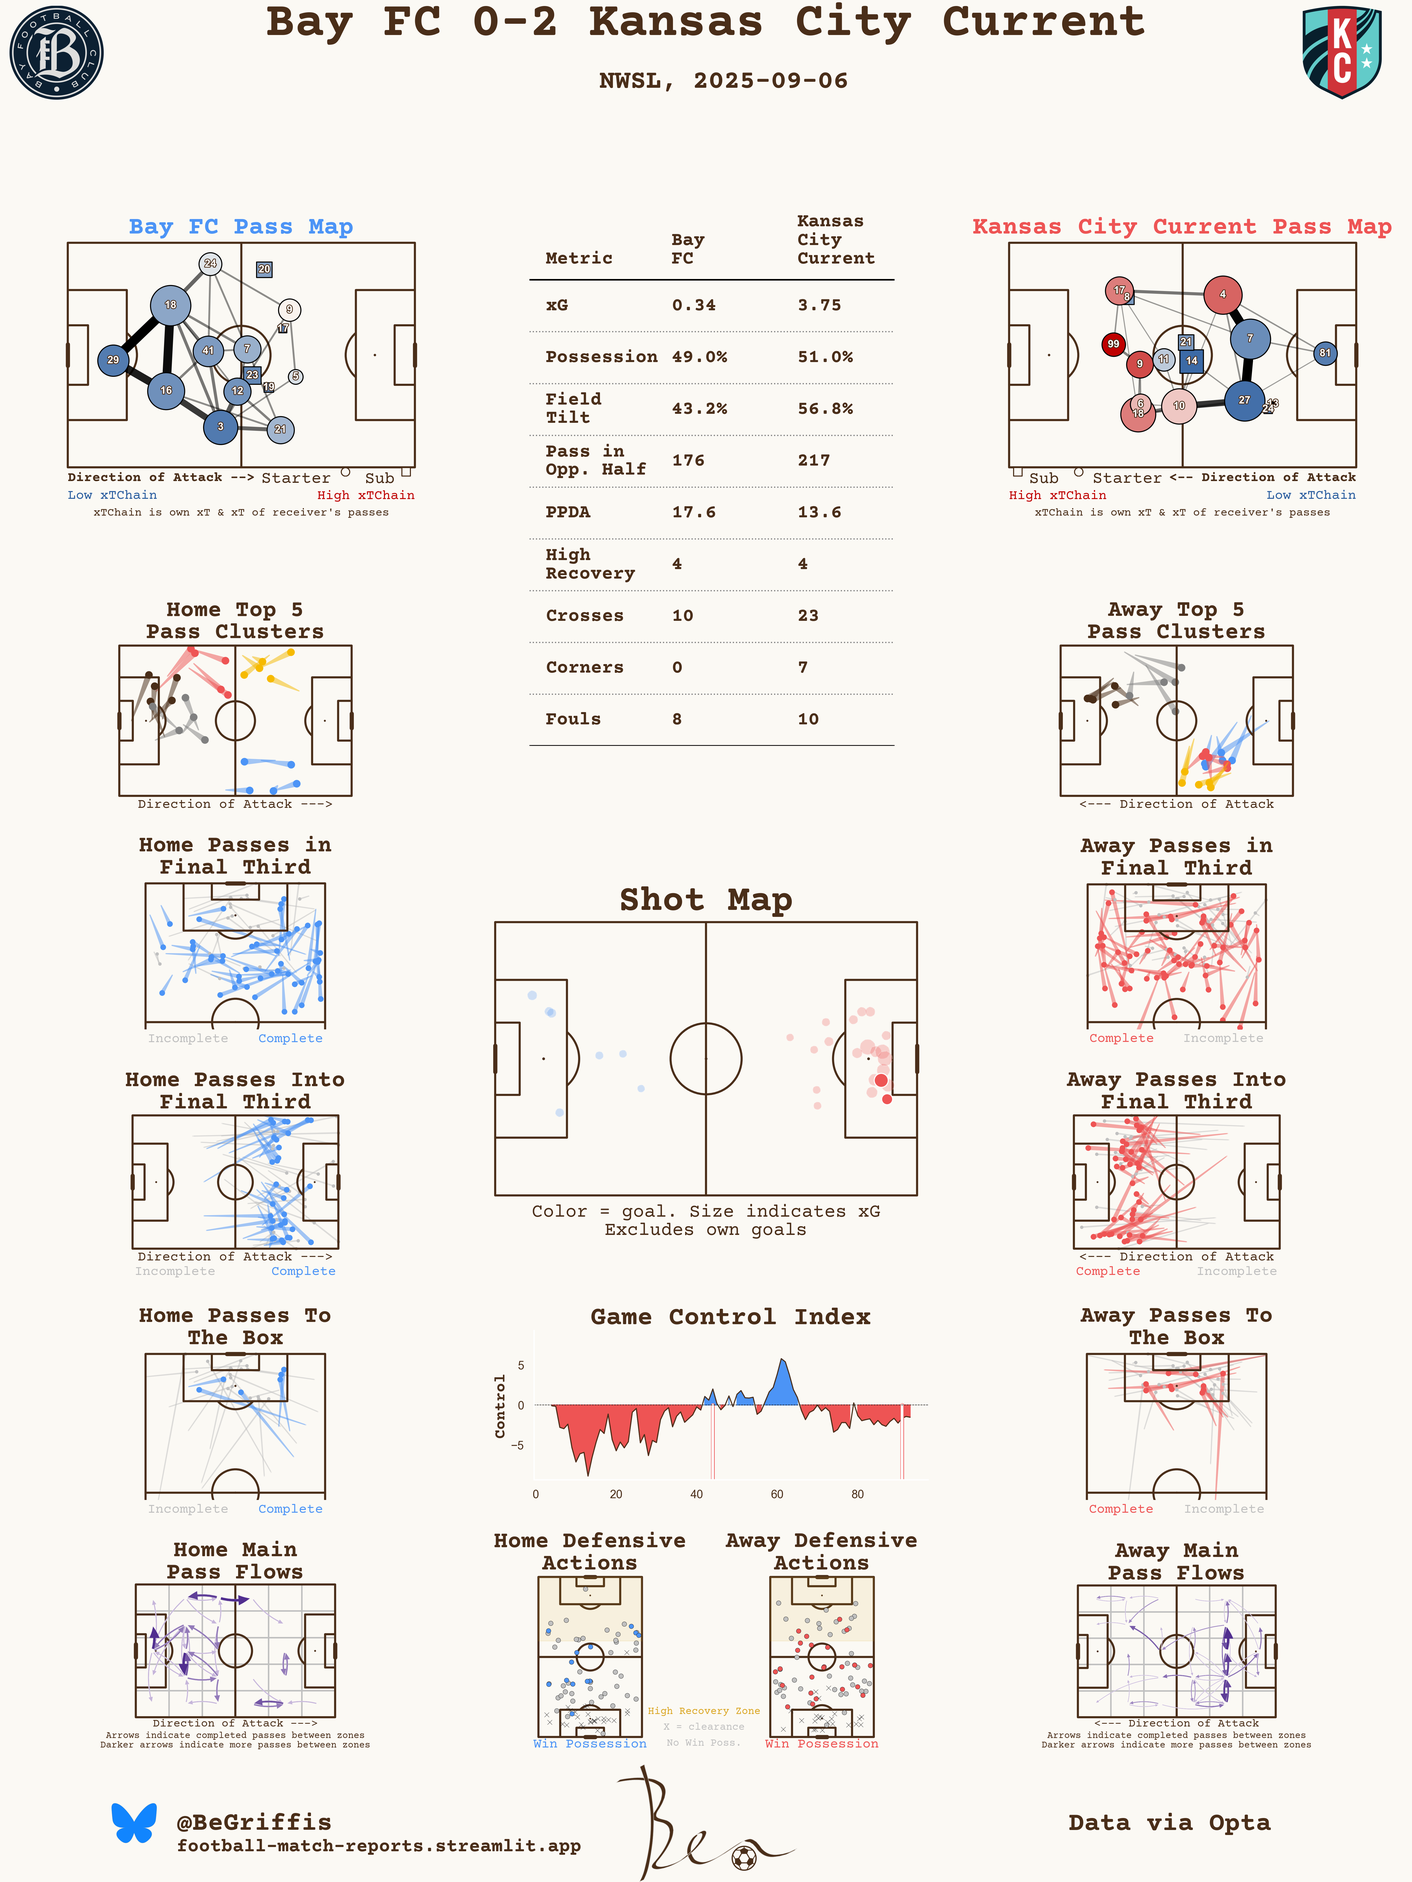 Bay FC 0-2 Kansas City Current
NWSL, 2025-09-06
FOOTBALL CLUB BAY
B
KC
Bay FC Pass Map
24
20
18
9
17
41
7
29
23
5
16
12
19
3
21
Direction of Attack --> Starter Sub
Low xTChain High xTChain
xTChain is own xT & xT of receiver's passes
Metric Bay FC Kansas City Current
xG 0.34 3.75
Possession 49.0% 51.0%
Field Tilt 43.2% 56.8%
Pass in Opp. Half 176 217
PPDA 17.6 13.6
High Recovery 4 4
Crosses 10 23
Corners 0 7
Fouls 8 10
Kansas City Current Pass Map
17
8
4
99
21
7
9
11
14
81
6
18
10
27
13
24
Sub Starter <-- Direction of Attack
High xTChain Low xTChain
xTChain is own xT & xT of receiver's passes
Home Top 5
Pass Clusters
Direction of Attack --->
Away Top 5
Pass Clusters
<--- Direction of Attack
Home Passes in
Final Third
Incomplete Complete
Away Passes in
Final Third
Complete Incomplete
Shot Map
Color = goal. Size indicates xG
Excludes own goals
Home Passes Into
Final Third
Direction of Attack --->
Incomplete Complete
Away Passes Into
Final Third
<--- Direction of Attack
Complete Incomplete
Home Passes To
The Box
Incomplete Complete
Game Control Index
Control
5
0
−5
0 20 40 60 80
Away Passes To
The Box
Complete Incomplete
Home Main
Pass Flows
Direction of Attack --->
Arrows indicate completed passes between zones
Darker arrows indicate more passes between zones
Home Defensive
Actions
Win Possession
High Recovery Zone
X = clearance
No Win Poss.
Away Defensive
Actions
Win Possession
Away Main
Pass Flows
<--- Direction of Attack
Arrows indicate completed passes between zones
Darker arrows indicate more passes between zones
@BeGriffis
football-match-reports.streamlit.app
Ben
Data via Opta